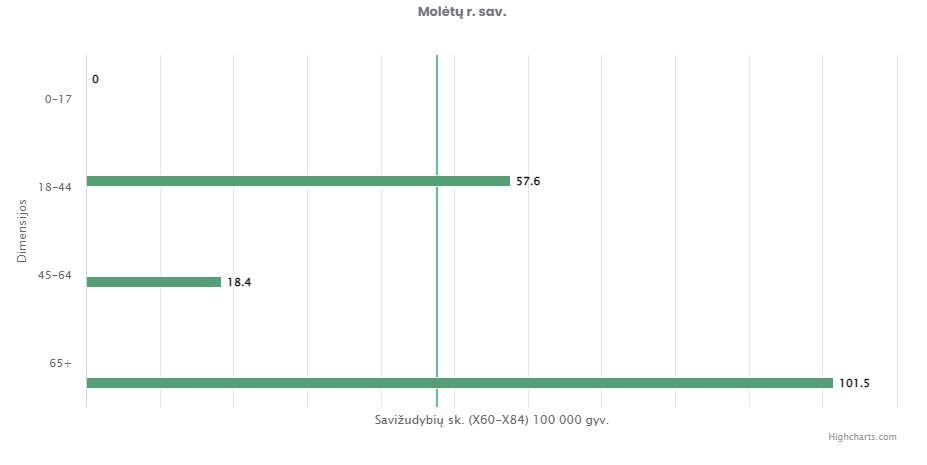 Molėtų r. sav.
Dimensijos
0
0-17
57.6
18-44
45-64
18.4
65+
101.5
Savižudybių sk. (X60-X84) 100 000 gyv.
Highcharts.com